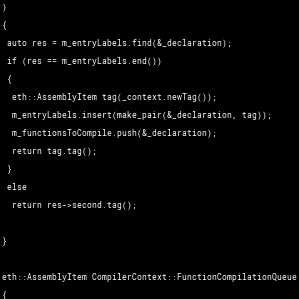 )
{
auto res = m_entryLabels.find(&_declaration);
if (res == m_entryLabels.end())
{
eth::AssemblyItem tag(_context.newTag());
m_entryLabels.insert(make_pair(&_declaration, tag));
m_functionsToCompile.push(&_declaration);
return tag.tag();
}
else
return res->second.tag();
}
eth::AssemblyItem CompilerContext::FunctionCompilationQueue
{